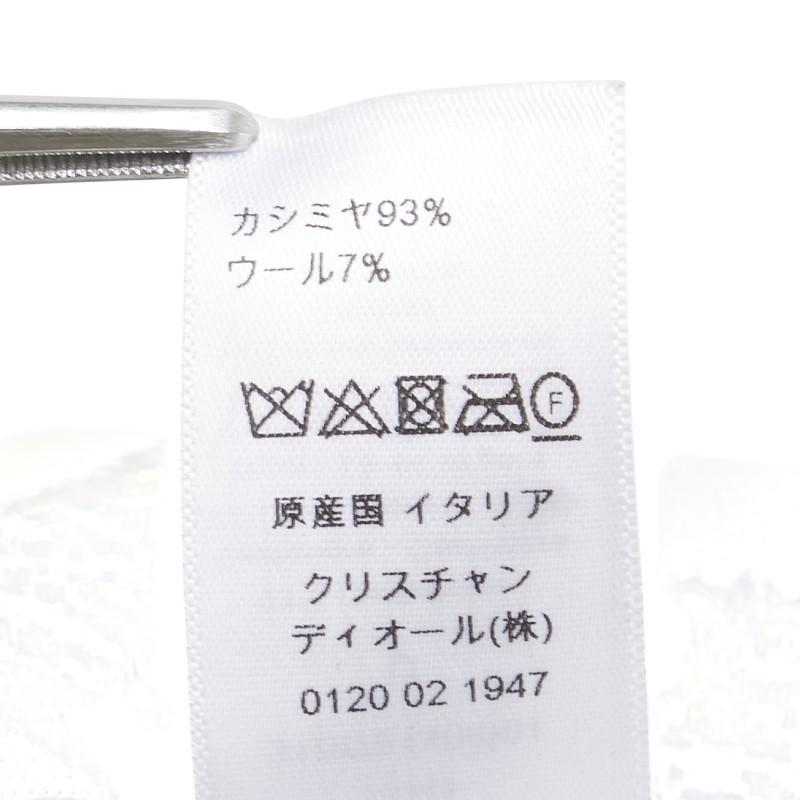 カシミヤ93%
ウール7%
F
原産国 イタリア
クリスチャン
ディオール(株)
0120 02 1947